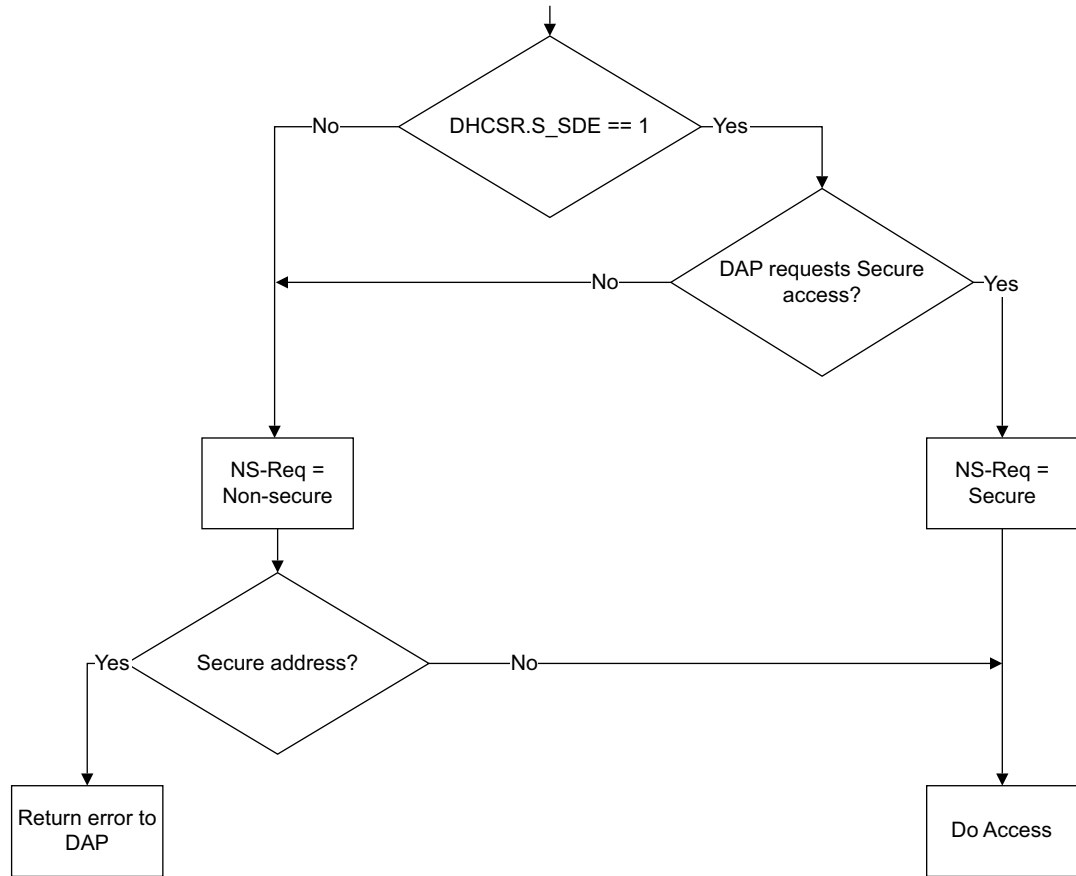 DHCSR.S_SDE == 1
No
Yes
DAP requests Secure
access?
No
Yes
NS-Req =
Non-secure
NS-Req =
Secure
Secure address?
Yes
No
Return error to
DAP
Do Access